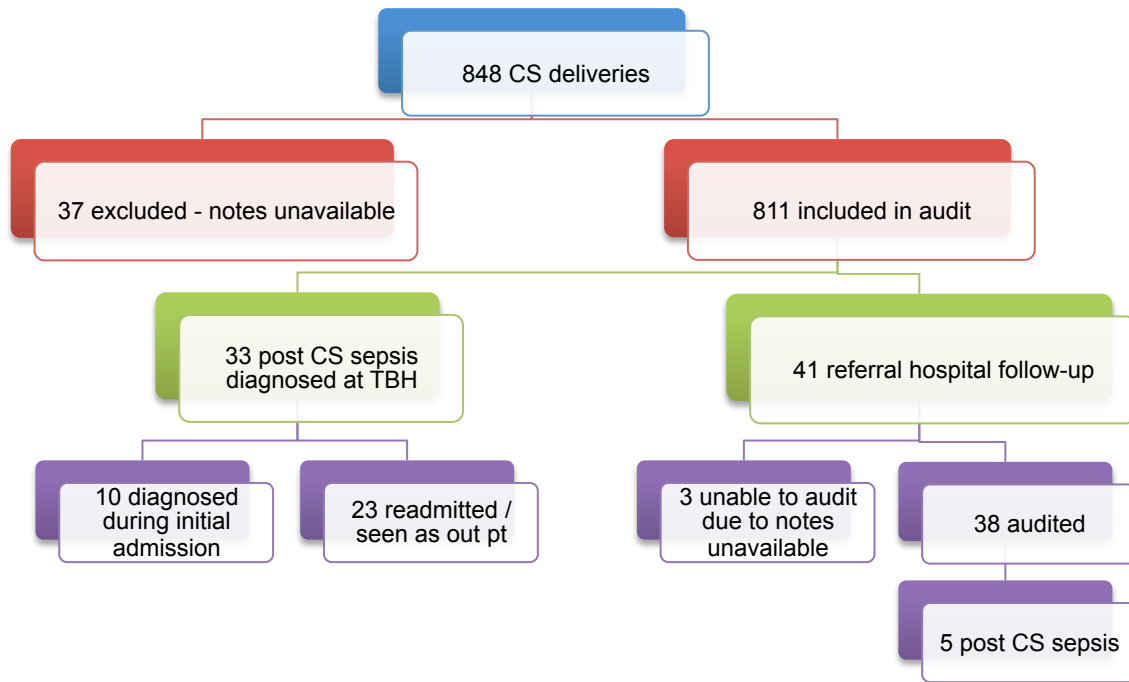 848 CS deliveries
37 excluded - notes unavailable
811 included in audit
33 post CS sepsis
diagnosed at TBH
41 referral hospital follow-up
10 diagnosed
during initial
admission
23 readmitted /
seen as out pt
3 unable to audit
due to notes
unavailable
38 audited
5 post CS sepsis